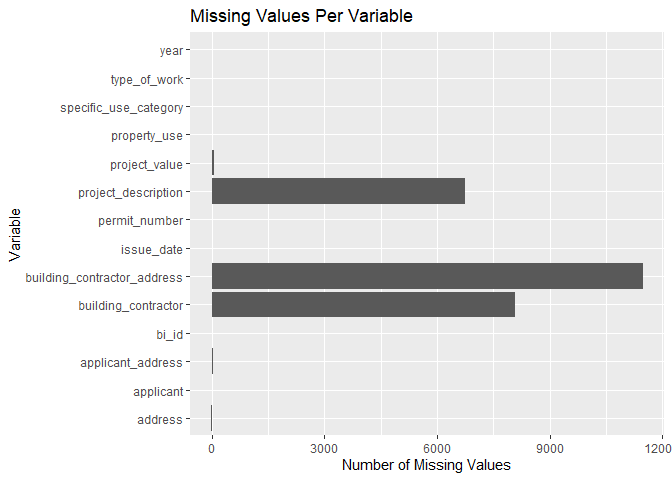 Missing Values Per Variable
year
type_of_work
specific_use_category
property_use
project_value
project_description
permit_number
issue_date
building_contractor_address
building_contractor
bi_id
applicant_address
applicant
address
Variable
0 3000 6000 9000 1200
Number of Missing Values